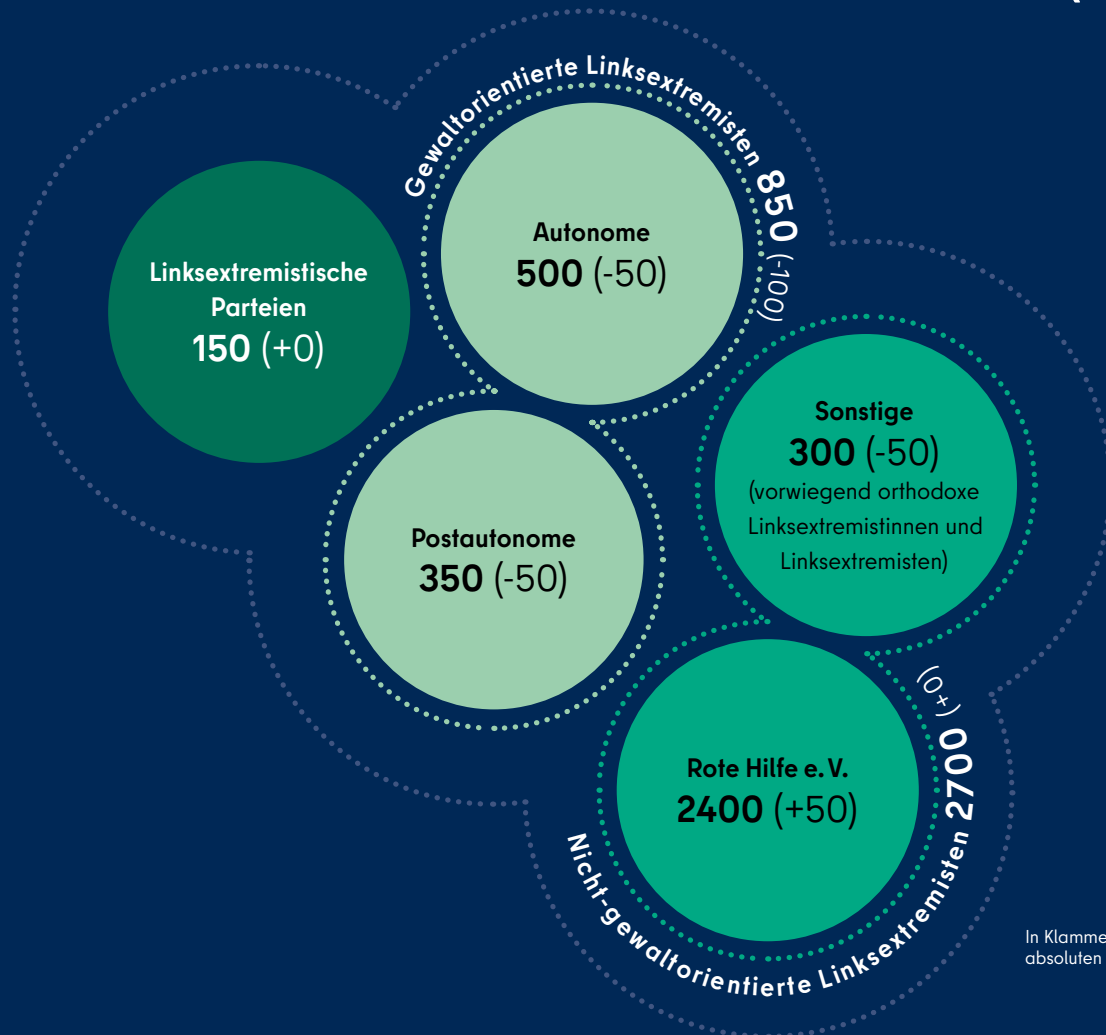 Gewaltorientierte Linksextremisten 850 (-100)
Autonome
500 (-50)
Linksextremistische
Parteien
150 (+0)
Sonstige
300 (-50)
(vorwiegend orthodoxe
Linksextremistinnen und
Linksextremisten)
Postautonome
350 (-50)
Rote Hilfe e. V.
2400 (+50)
Nicht-gewaltorientierte Linksextremisten 2700 (+0)
In
absoluten